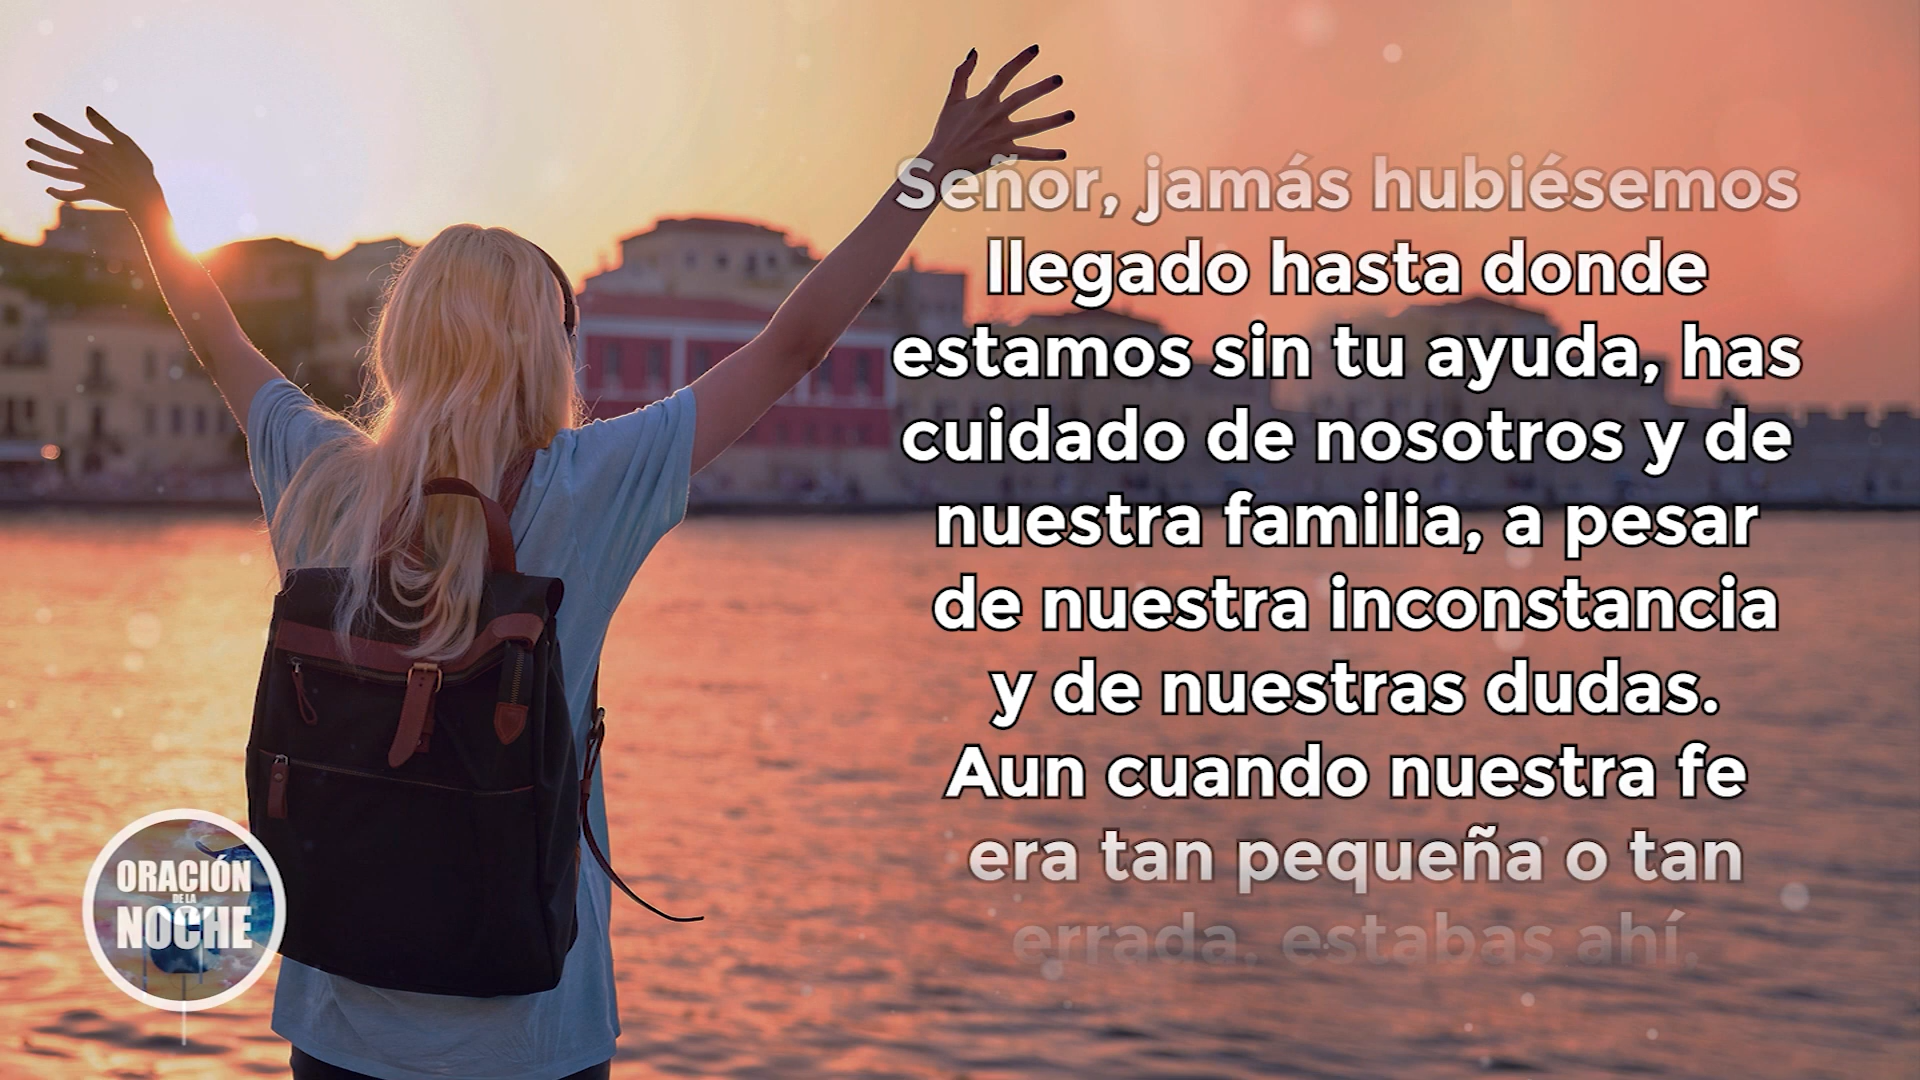 Señor, jamás hubiésemos
llegado hasta donde
estamos sin tu ayuda, has
cuidado de nosotros y de
nuestra familia, a pesar
de nuestra inconstancia
y de nuestras dudas.
Aun cuando nuestra fe
era tan pequeña o tan
errada, estabas ahí.
ORACIÓN
DE LA
NOCHE